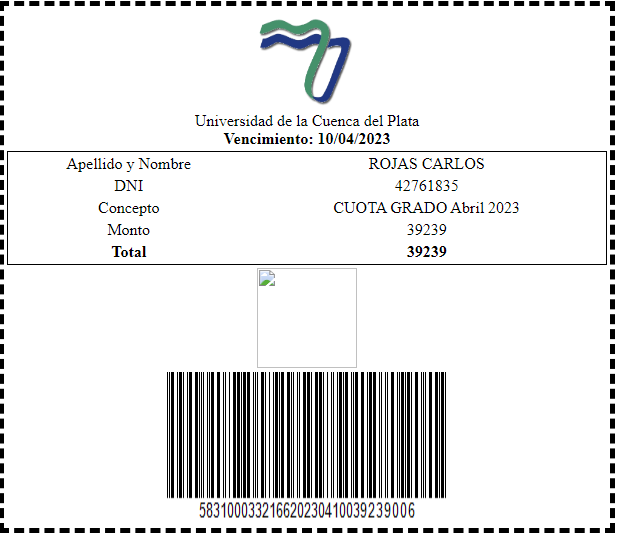 Universidad de la Cuenca del Plata
Vencimiento: 10/04/2023
Apellido y Nombre ROJAS CARLOS
DNI 42761835
Concepto CUOTA GRADO Abril 2023
Monto 39239
Total 39239
583100033216620230410039239006